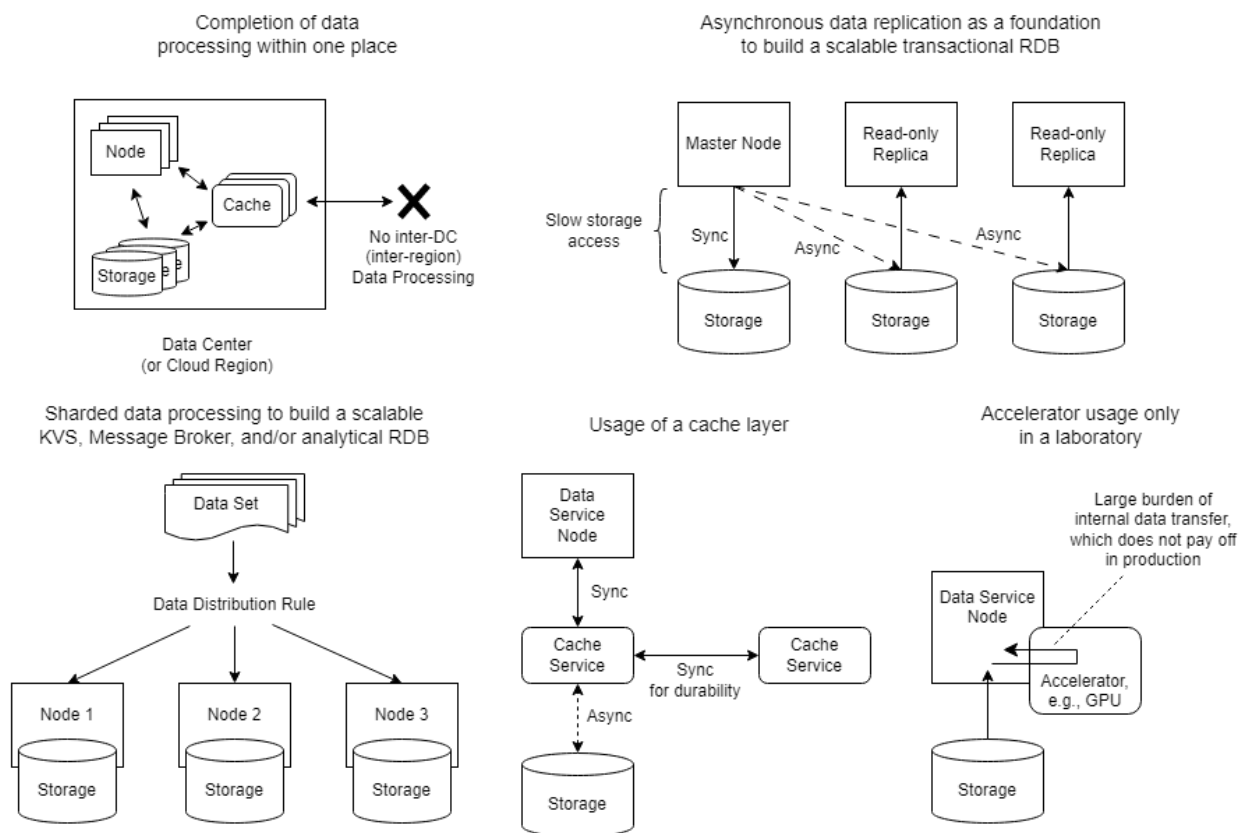 Completion of data
processing within one place
Node
Cache
Storage
e
No inter-DC
(inter-region)
Data Processing
Data Center
(or Cloud Region)
Asynchronous data replication as a foundation
to build a scalable transactional RDB
Master Node
Read-only
Replica
Read-only
Replica
Slow storage
access
Sync
Async
Async
Storage
Storage
Storage
Sharded data processing to build a scalable
KVS, Message Broker, and/or analytical RDB
Data Set
Data Distribution Rule
Node 1
Node 2
Node 3
Storage
Storage
Storage
Usage of a cache layer
Data
Service
Node
Sync
Cache
Service
Sync
for durability
Cache
Service
Async
Storage
Accelerator usage only
in a laboratory
Large burden of
internal data transfer,
which does not pay off
in production
Data Service
Node
Accelerator,
e.g., GPU
Storage